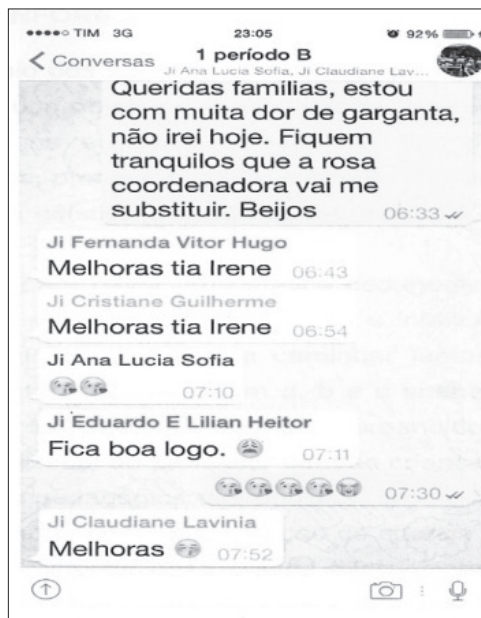 TIM 3G 23:05 92%
Conversas 1 período B
Ji Ana Lucia Sofia, Ji Claudiane Lav...
Queridas familias, estou
com muita dor de garganta,
não irei hoje. Fiquem
tranquilos que a rosa
coordenadora vai me
substituir. Beijos 06:33
Ji Fernanda Vitor Hugo
Melhoras tia Irene 06:43
Ji Cristiane Guilherme
Melhoras tia Irene 06:54
Ji Ana Lucia Sofia
😘😘 07:10
Ji Eduardo E Lilian Heitor
Fica boa logo. 😩 07:11
😘😘😘😘😭 07:30
Ji Claudiane Lavinia
Melhoras 😚 07:52